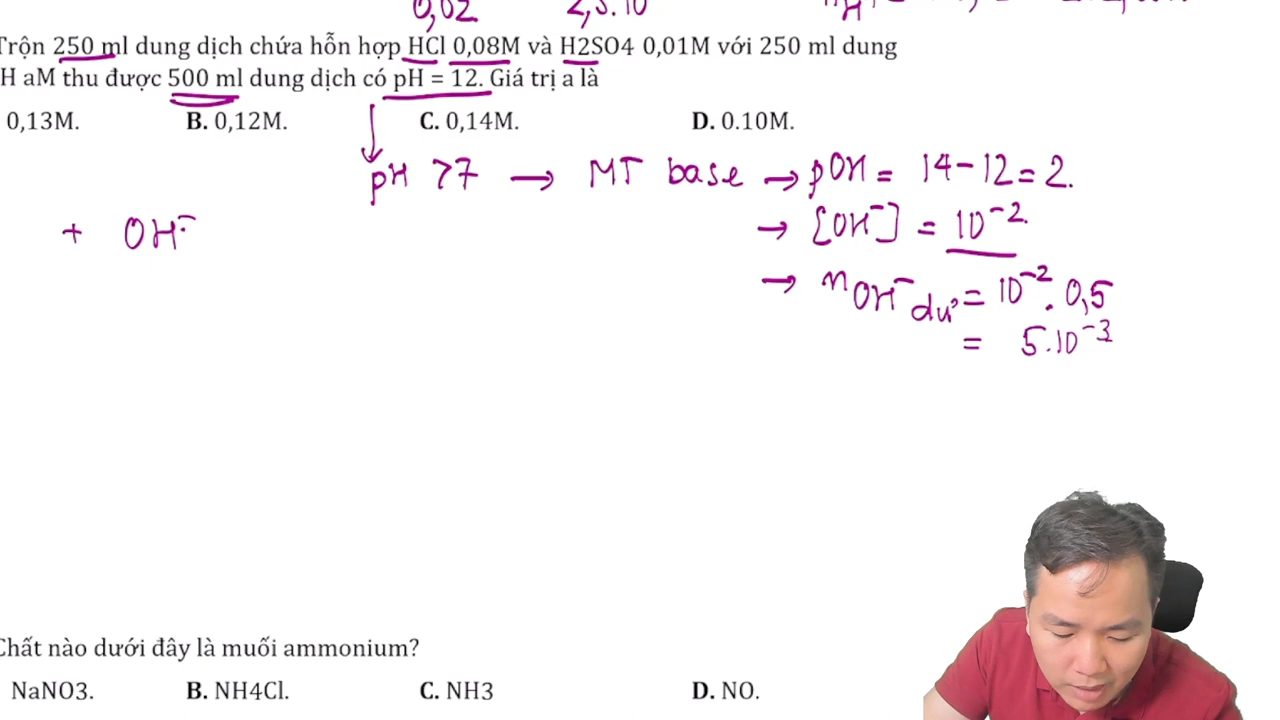 0,02 2,5.10
Trộn 250 ml dung dịch chứa hỗn hợp HCl 0,08M và H2SO4 0,01M với 250 ml dung
H aM thu được 500 ml dung dịch có pH = 12. Giá trị a là
0,13M. B. 0,12M. C. 0,14M. D. 0.10M.
pH >7 → MT base → pOH = 14-12 = 2.
+ OH⁻ → [OH⁻] = 10⁻².
→ nOH⁻ dư = 10⁻² . 0,5
= 5.10⁻³
Chất nào dưới đây là muối ammonium?
NaNO3. B. NH4Cl. C. NH3 D. NO.